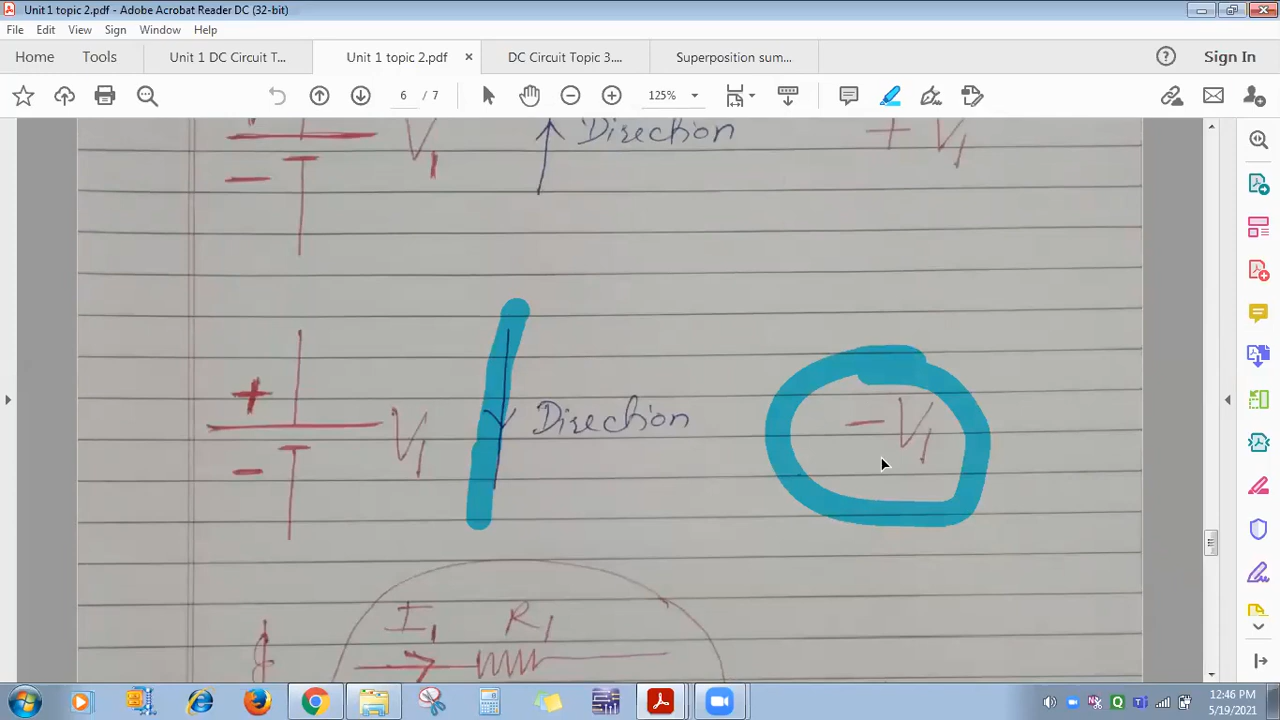 Unit 1 topic 2.pdf - Adobe Acrobat Reader DC (32-bit)
File Edit View Sign Window Help
Home Tools Unit 1 DC Circuit T... Unit 1 topic 2.pdf × DC Circuit Topic 3.... Superposition sum... ? Sign In
6 / 7 125%
V1 Direction + V1
−
+
V1 Direction − V1
−
I1 R1
12:46 PM
5/19/2021